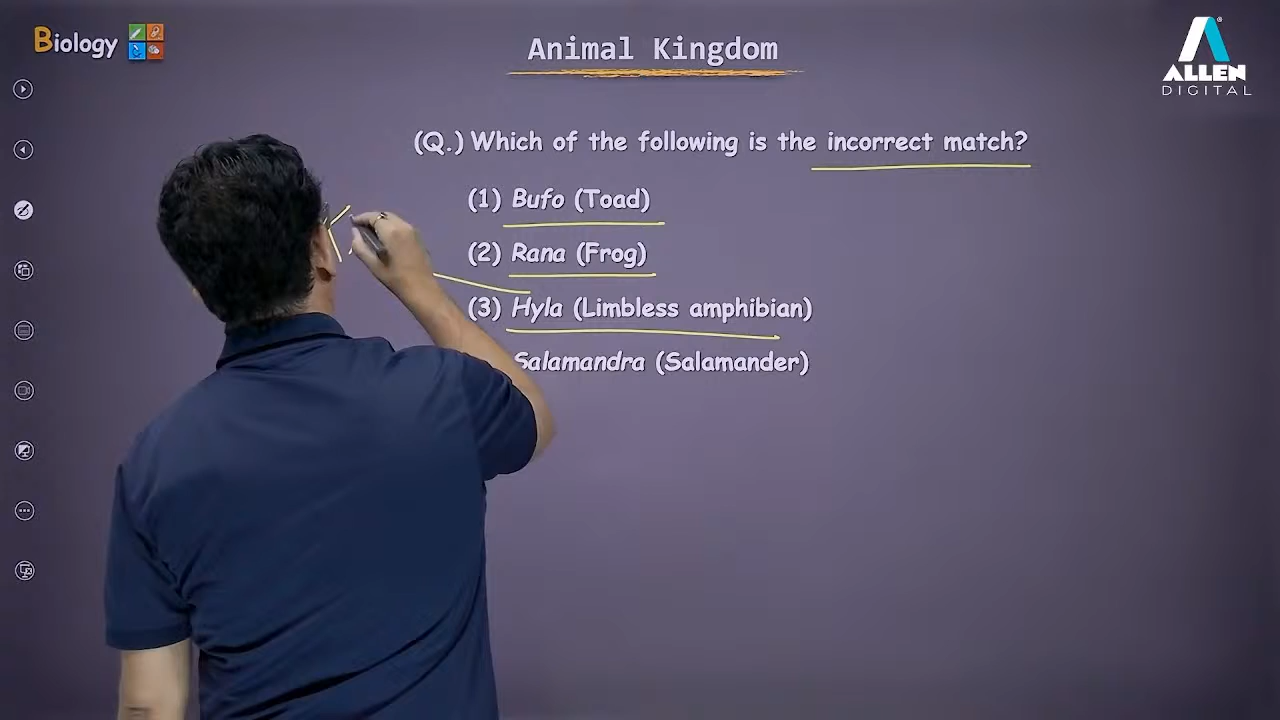 Biology
Animal Kingdom
ALLEN
DIGITAL
(Q.) Which of the following is the incorrect match?
(1) Bufo (Toad)
(2) Rana (Frog)
(3) Hyla (Limbless amphibian)
Salamandra (Salamander)